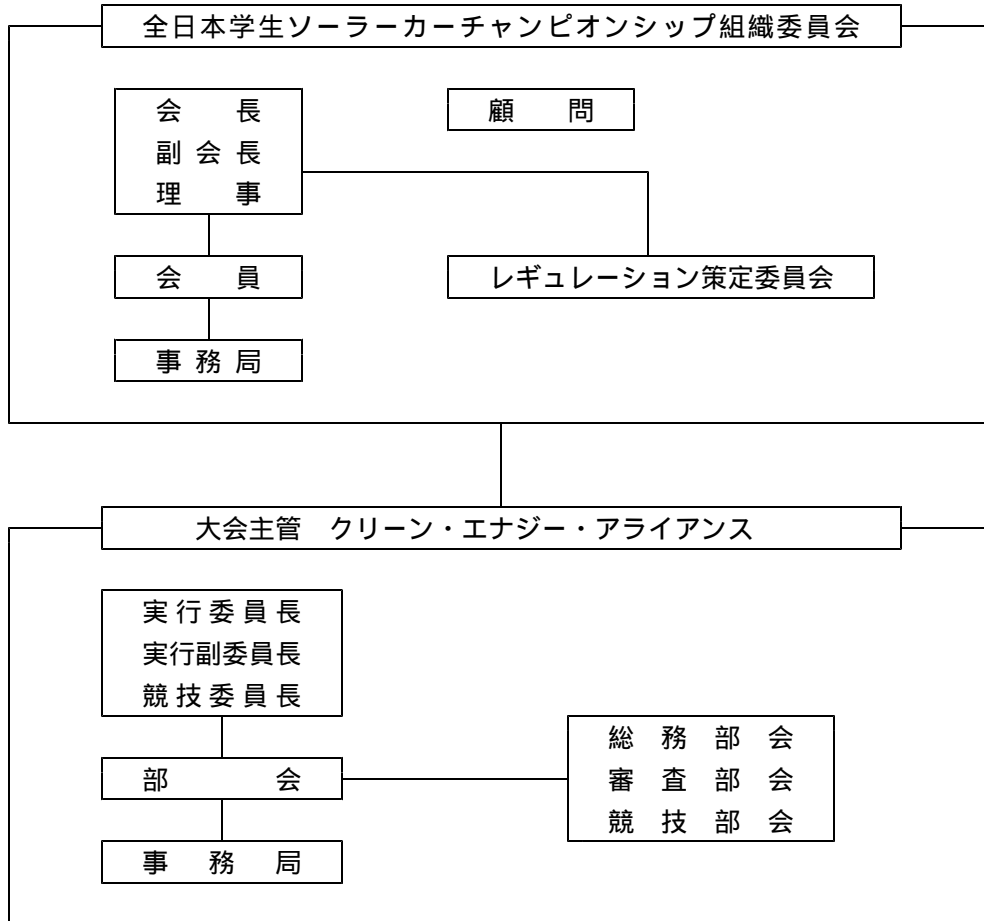 全日本学生ソーラーカーチャンピオンシップ組織委員会
会　　長
副 会 長
理　　事
顧　　問
会　　員
レギュレーション策定委員会
事 務 局
大会主管　クリーン・エナジー・アライアンス
実 行 委 員 長
実行副委員長
競 技 委 員 長
総　務　部　会
審　査　部　会
競　技　部　会
部　　　　会
事　務　局